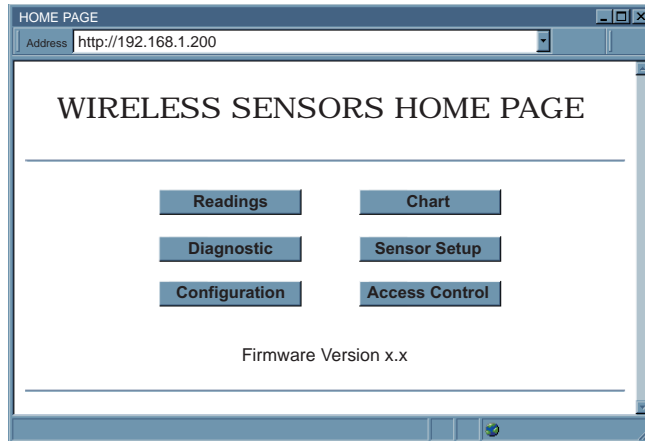 HOME PAGE
Address http://192.168.1.200
WIRELESS SENSORS HOME PAGE
Readings Chart
Diagnostic Sensor Setup
Configuration Access Control
Firmware Version x.x